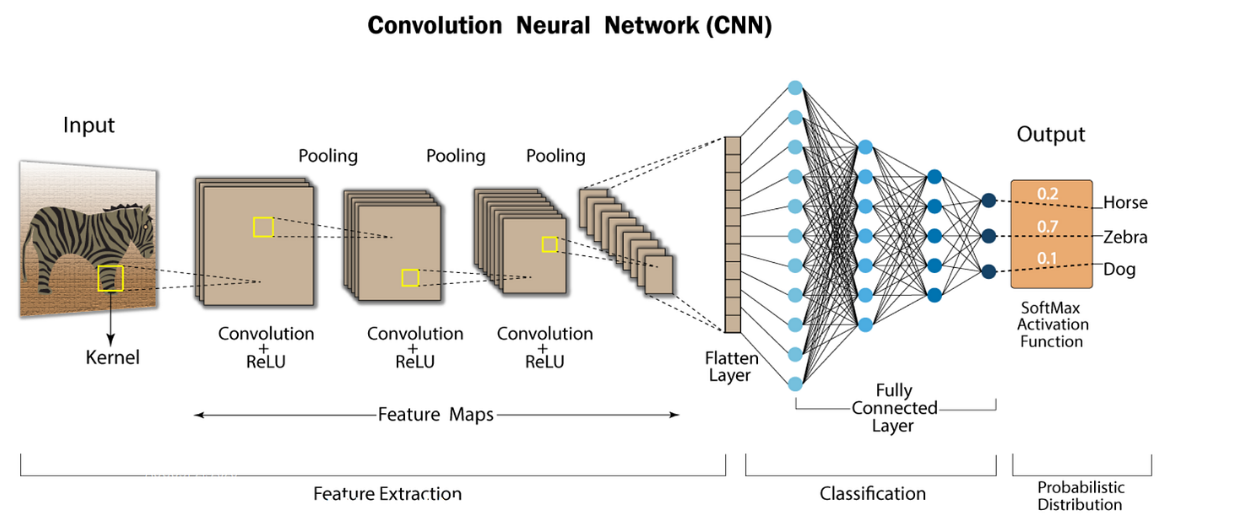 Convolution Neural Network (CNN)
Input
Kernel
Pooling
Pooling
Pooling
Convolution
+
ReLU
Convolution
+
ReLU
Convolution
+
ReLU
Feature Maps
Flatten
Layer
Fully
Connected
Layer
Output
0.2
Horse
0.7
Zebra
0.1
Dog
SoftMax
Activation
Function
Feature Extraction
Classification
Probabilistic
Distribution